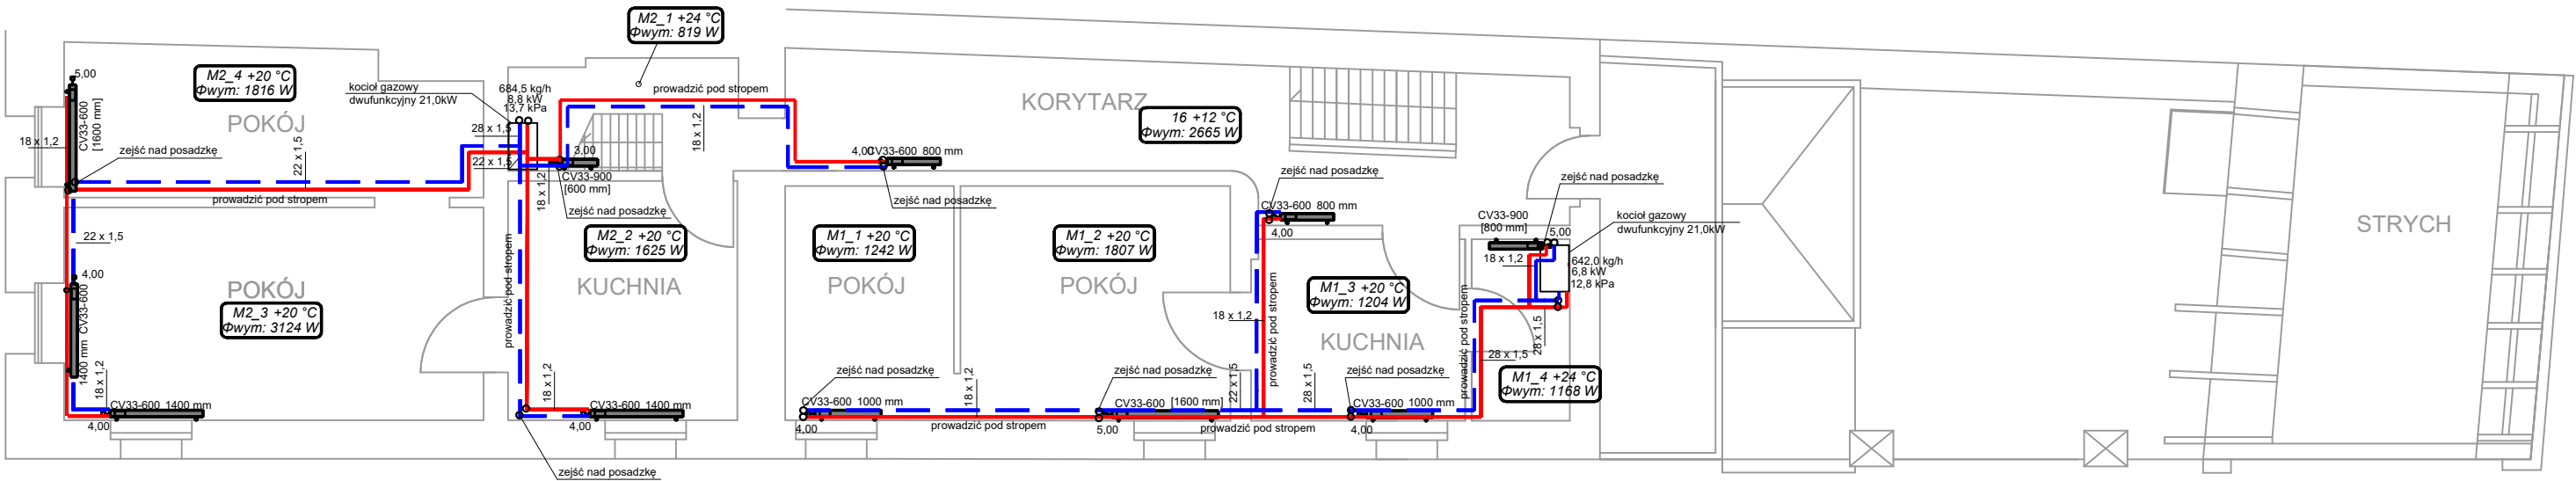 M2_1 +24 °C
Φwym: 819 W
5,00
M2_4 +20 °C
Φwym: 1816 W
POKÓJ
CV33-600
[1600 mm]
18 x 1,2
zejść nad posadzkę
22 x 1,5
prowadzić pod stropem
kocioł gazowy
dwufunkcyjny 21,0kW
684,5 kg/h
8,8 kW
13,7 kPa
28 x 1,5
22 x 1,5
prowadzić pod stropem
18 x 1,2
3,00
CV33-900
[600 mm]
18 x 1,2
zejść nad posadzkę
4,00
CV33-600 800 mm
zejść nad posadzkę
KORYTARZ
16 +12 °C
Φwym: 2665 W
22 x 1,5
4,00
1400 mm CV33-600
POKÓJ
M2_3 +20 °C
Φwym: 3124 W
18 x 1,2
CV33-600 1400 mm
4,00
prowadzić pod stropem
M2_2 +20 °C
Φwym: 1625 W
KUCHNIA
18 x 1,2
CV33-600 1400 mm
4,00
zejść nad posadzkę
M1_1 +20 °C
Φwym: 1242 W
POKÓJ
zejść nad posadzkę
CV33-600 1000 mm
4,00
18 x 1,2
prowadzić pod stropem
M1_2 +20 °C
Φwym: 1807 W
POKÓJ
zejść nad posadzkę
CV33-600 [1600 mm]
5,00
zejść nad posadzkę
CV33-600 800 mm
4,00
18 x 1,2
prowadzić pod stropem
22 x 1,5
prowadzić pod stropem
M1_3 +20 °C
Φwym: 1204 W
KUCHNIA
28 x 1,5
zejść nad posadzkę
CV33-600 1000 mm
4,00
prowadzić pod stropem
zejść nad posadzkę
CV33-900
[800 mm]
5,00
18 x 1,2
kocioł gazowy
dwufunkcyjny 21,0kW
642,0 kg/h
6,8 kW
12,8 kPa
28 x 1,5
28 x 1,5
M1_4 +24 °C
Φwym: 1168 W
STRYCH